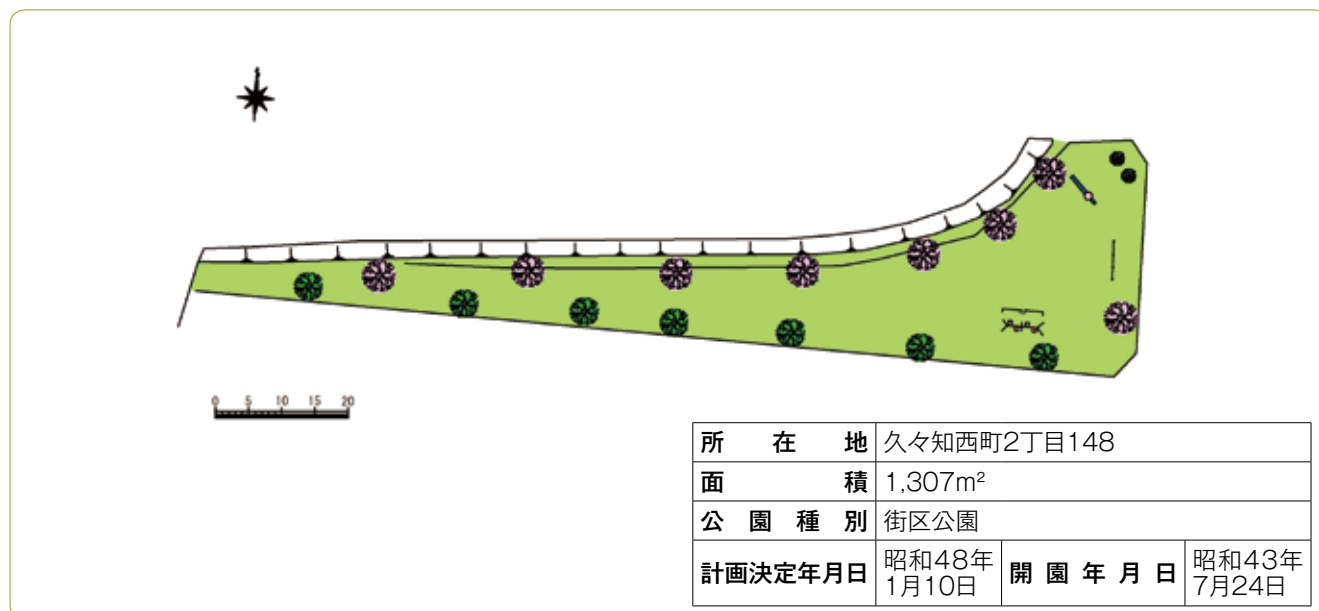 0 5 10 15 20
所在地 久々知西町2丁目148
面積 1,307m²
公園種別 街区公園
計画決定年月日 昭和48年1月10日 開園年月日 昭和43年7月24日